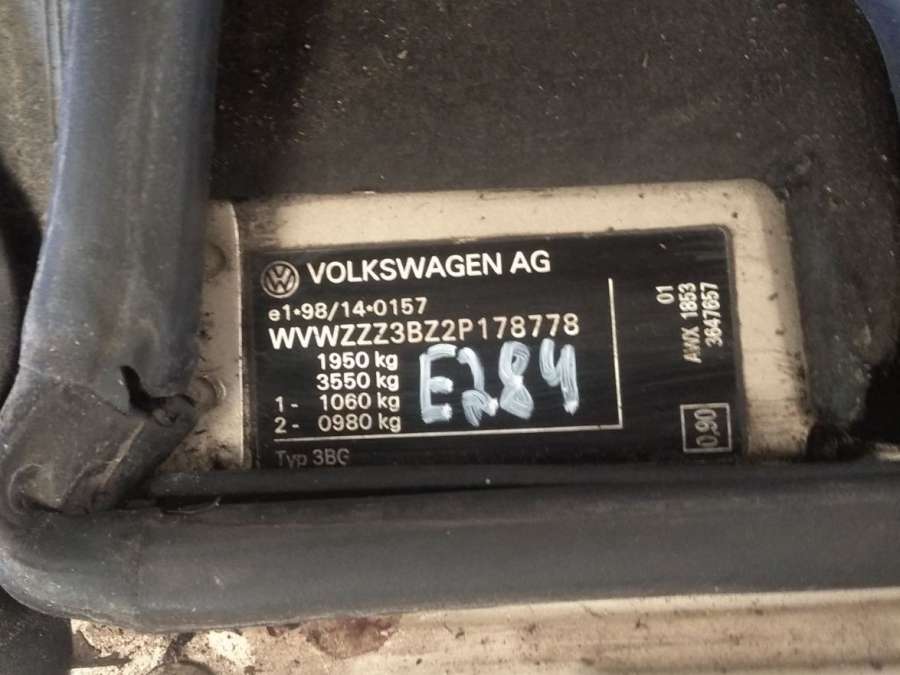 VOLKSWAGEN AG
e1*98/14*0157
WVWZZZ3BZ2P178778
1950 kg
3550 kg
1- 1060 kg
2- 0980 kg
E284
Typ 3BG
01
AWX 1853
3647657
0,90